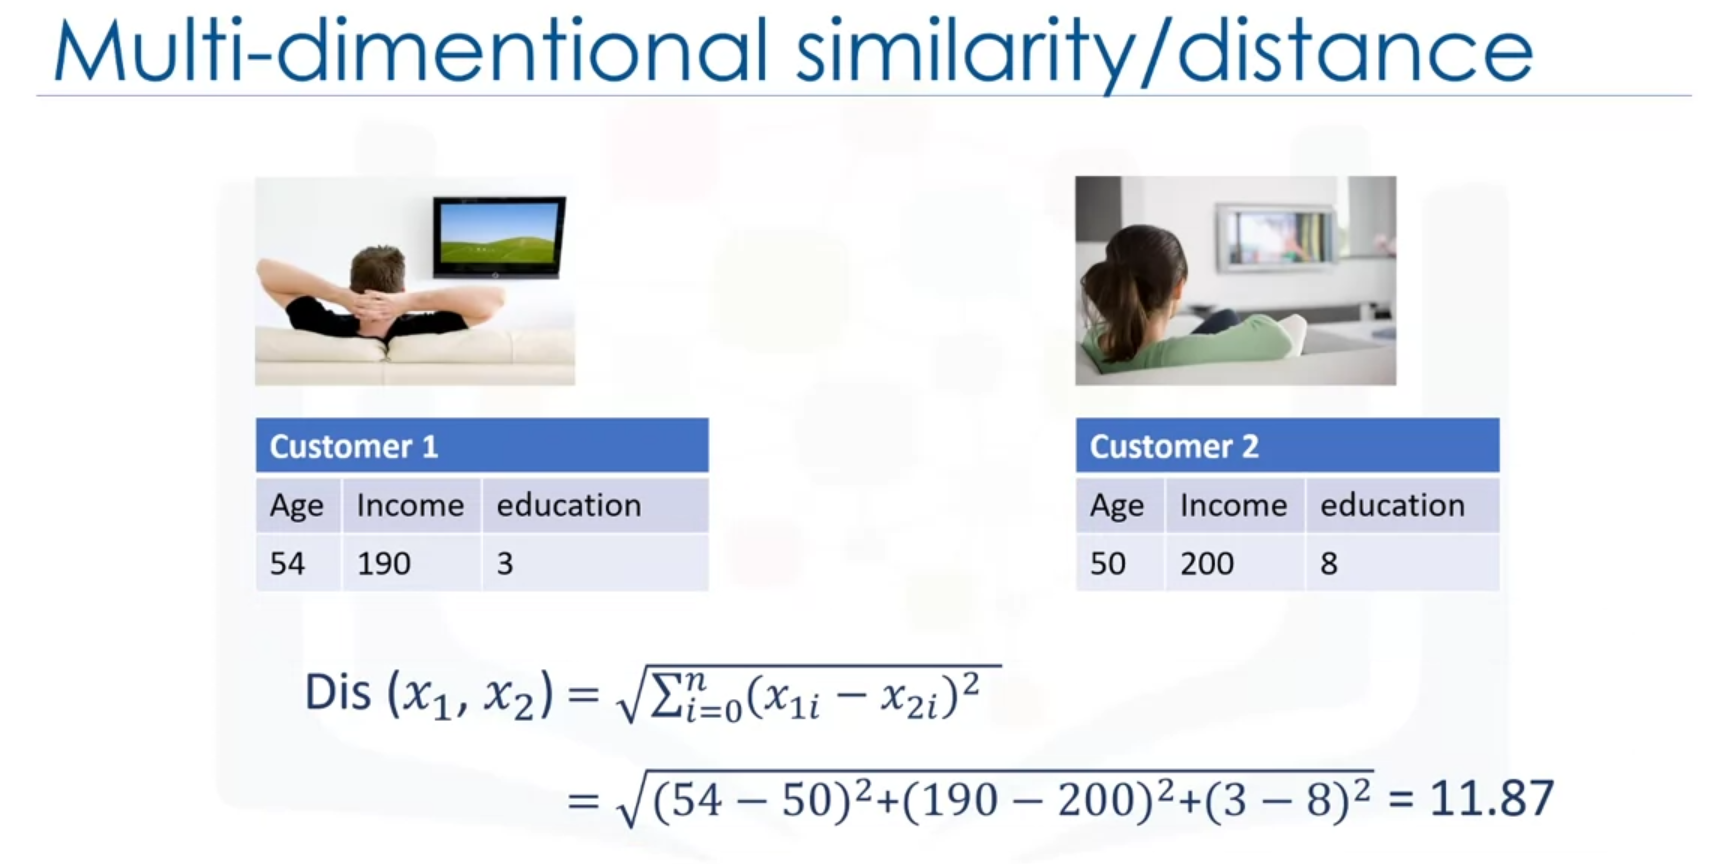 Multi-dimentional similarity/distance
Customer 1
Age Income education
54 190 3
Customer 2
Age Income education
50 200 8
Dis (x₁, x₂) = √Σⁿᵢ₌₀(x₁ᵢ − x₂ᵢ)²
= √(54 − 50)²+(190 − 200)²+(3 − 8)² = 11.87